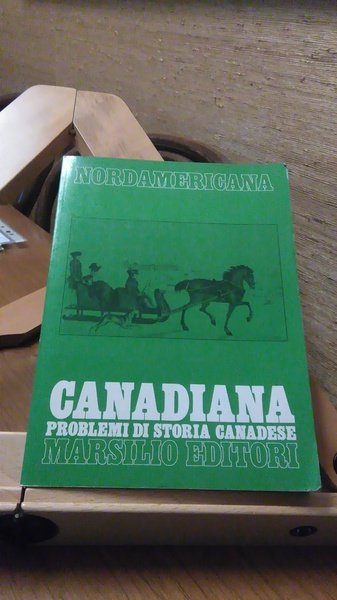 NORDAMERICANA
CANADIANA
PROBLEMI DI STORIA CANADESE
MARSILIO EDITORI